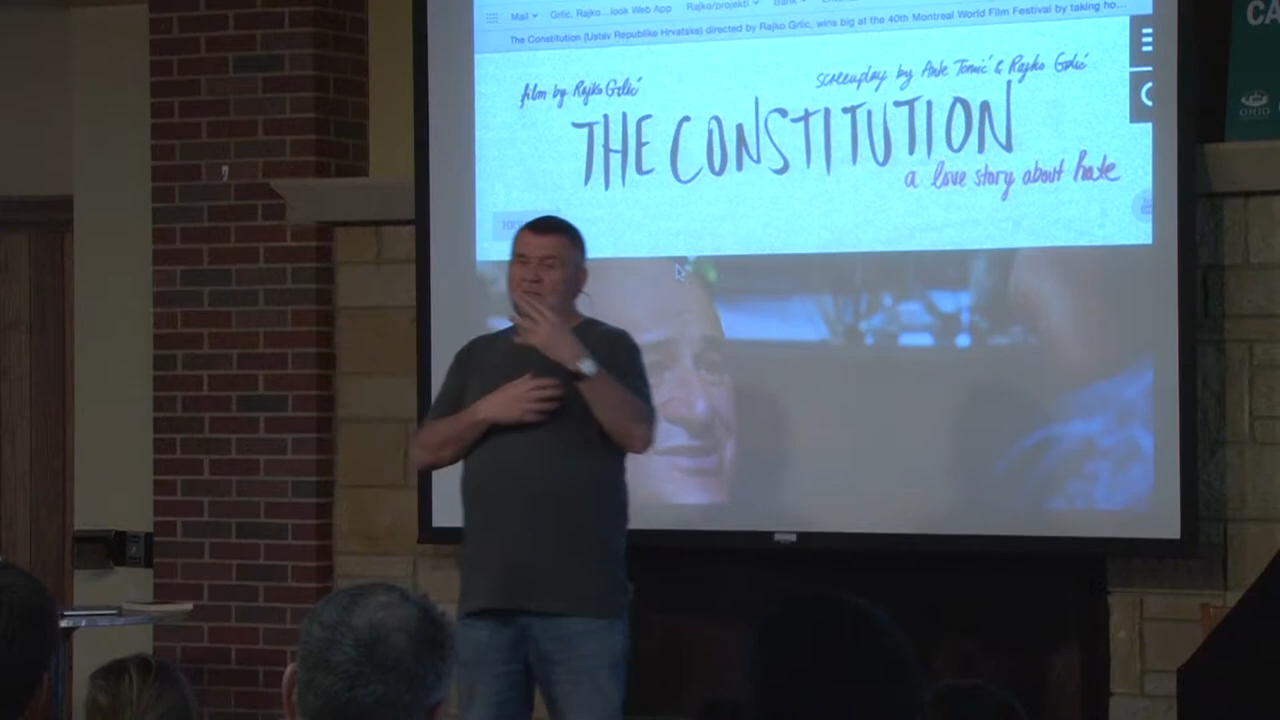 Mail Grlic, Rajko...look Web App Rajko/projekti Bank
The Constitution (Ustav Republike Hrvatske) directed by Rajko Grlic, wins big at the 40th Montreal World Film Festival by taking ho...
film by Rajko Grlić
screenplay by Ante Tomić & Rajko Grlić
THE CONSTITUTION
a love story about hate
CA
OHIO